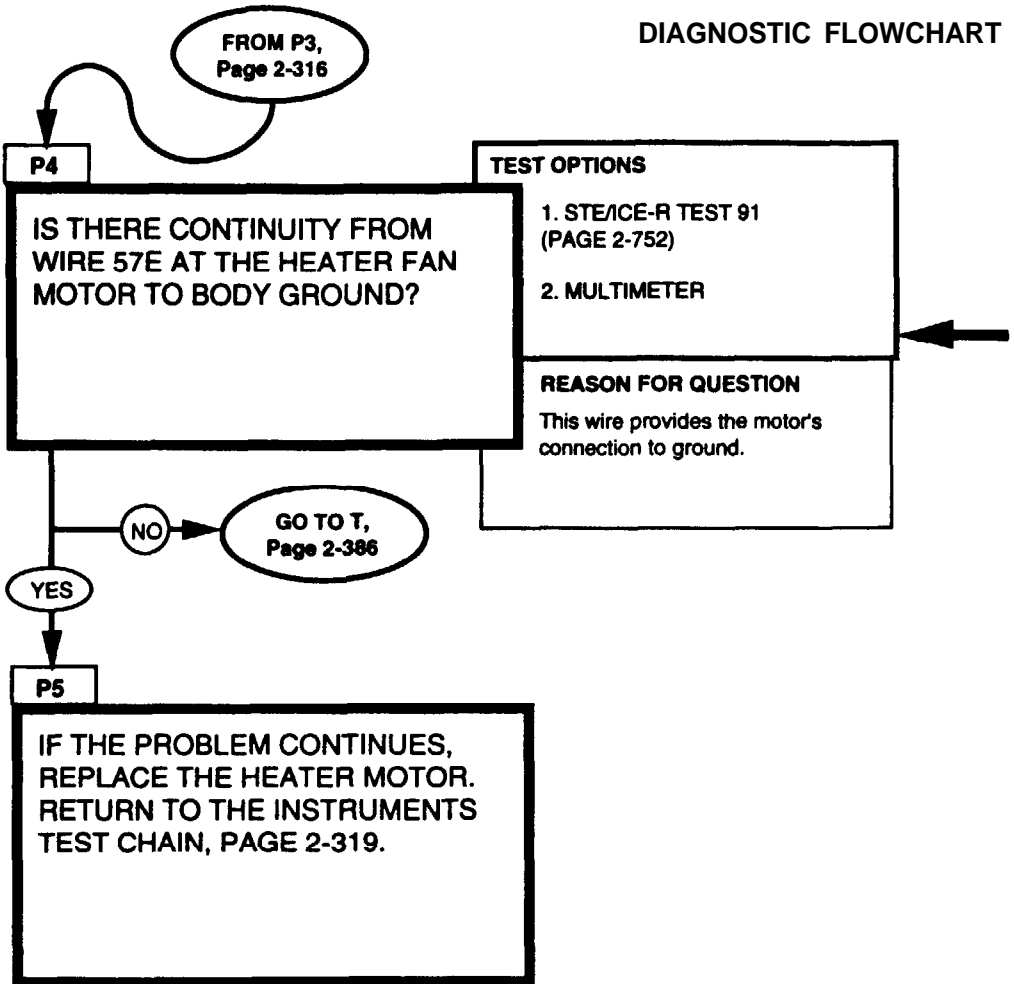 DIAGNOSTIC FLOWCHART
FROM P3,
Page 2-316
P4
IS THERE CONTINUITY FROM
WIRE 57E AT THE HEATER FAN
MOTOR TO BODY GROUND?
TEST OPTIONS
1. STE/ICE-R TEST 91
(PAGE 2-752)
2. MULTIMETER
REASON FOR QUESTION
This wire provides the motor's
connection to ground.
NO
GO TO T,
Page 2-386
YES
P5
IF THE PROBLEM CONTINUES,
REPLACE THE HEATER MOTOR.
RETURN TO THE INSTRUMENTS
TEST CHAIN, PAGE 2-319.